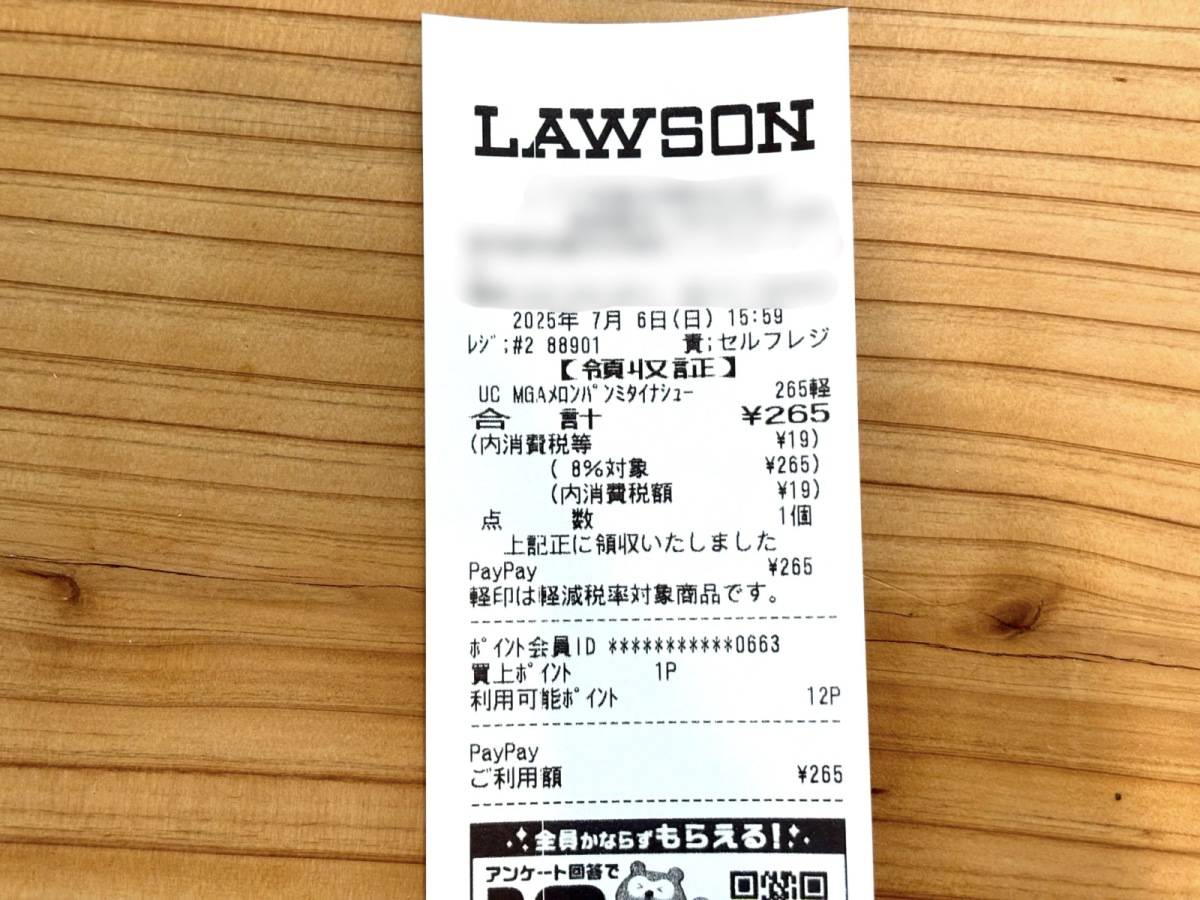 LAWSON
2025年 7月 6日(日) 15:59
レジ;#2 88901 責;セルフレジ
【領収証】
UC MGAメロンパンミタイナシュー 265軽
合 計 ¥265
(内消費税等 ¥19)
( 8%対象 ¥265)
(内消費税額 ¥19)
点 数 1個
上記正に領収いたしました
PayPay ¥265
軽印は軽減税率対象商品です。
ポイント会員ID ***********0663
買上ポイント 1P
利用可能ポイント 12P
PayPay
ご利用額 ¥265
全員かならずもらえる!
アンケート回答で